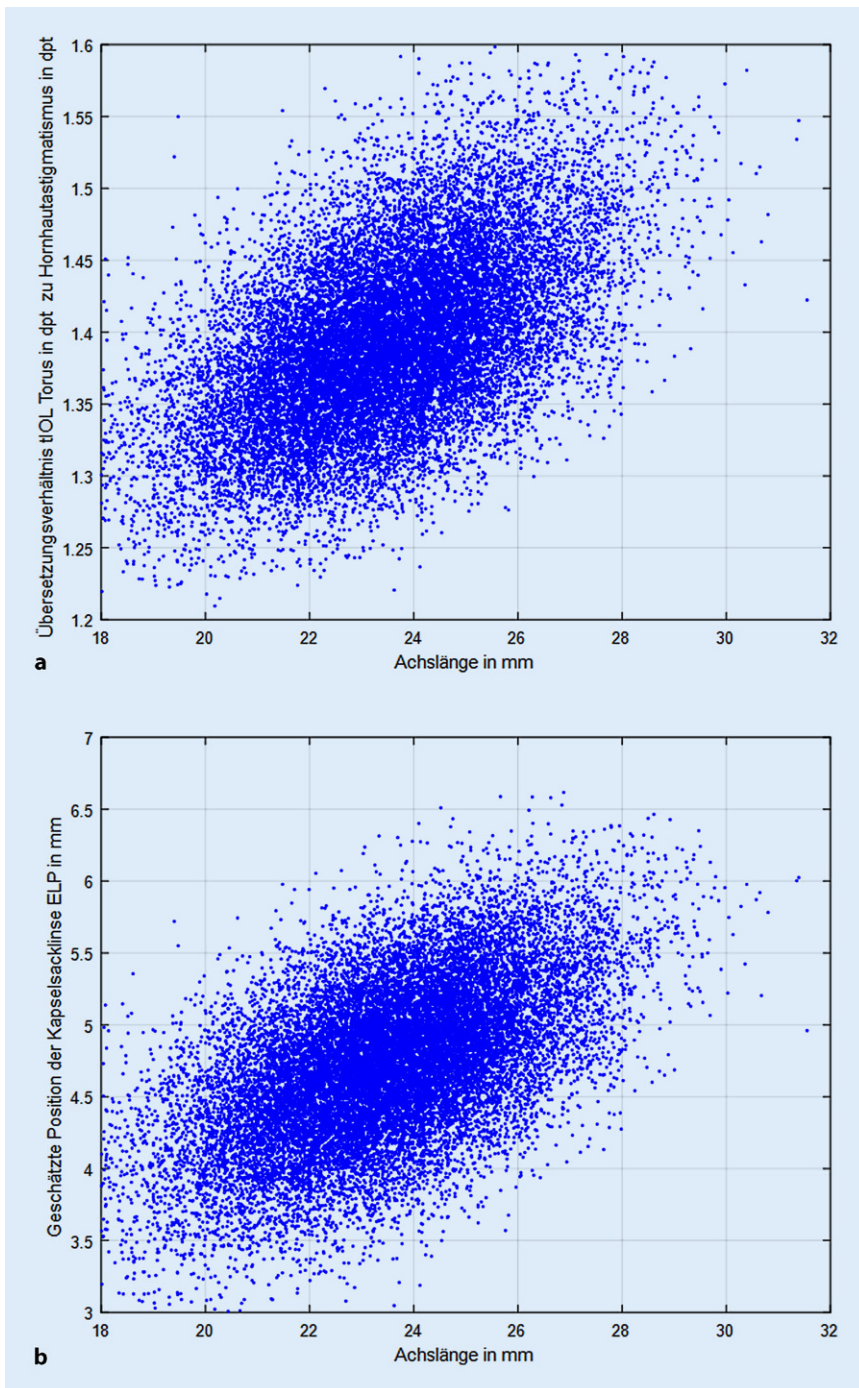 Übersetzungsverhältnis tIOL Torus in dpt zu Hornhautastigmatismus in dpt
1.6
1.55
1.5
1.45
1.4
1.35
1.3
1.25
1.2
18 20 22 24 26 28 30 32
Achslänge in mm
a
Geschätzte Position der Kapselsacklinse ELP in mm
7
6.5
6
5.5
5
4.5
4
3.5
3
18 20 22 24 26 28 30 32
Achslänge in mm
b